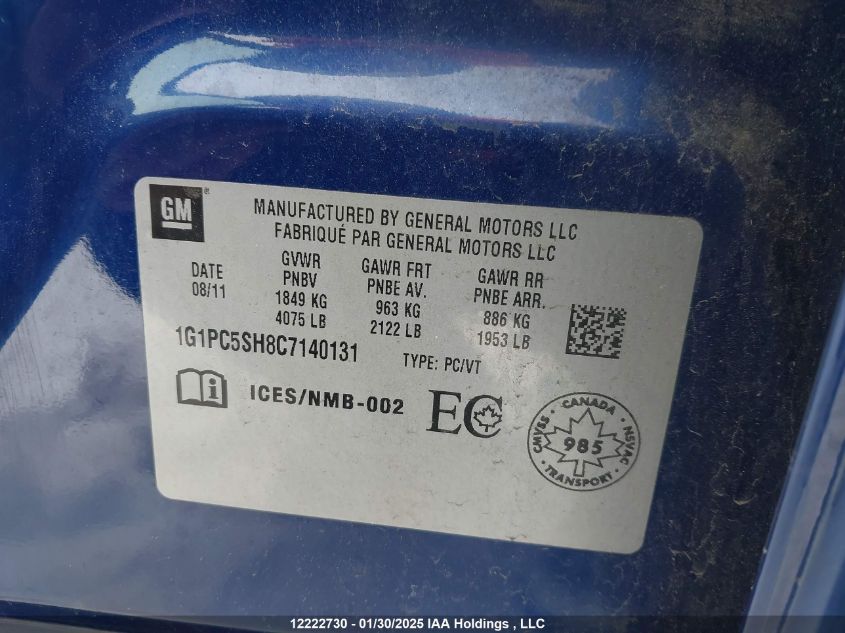 GM®
MANUFACTURED BY GENERAL MOTORS LLC
FABRIQUÉ PAR GENERAL MOTORS LLC
DATE
08/11
GVWR
PNBV
1849 KG
4075 LB
GAWR FRT
PNBE AV.
963 KG
2122 LB
GAWR RR
PNBE ARR.
886 KG
1953 LB
1G1PC5SH8C7140131
TYPE: PC/VT
ICES/NMB-002
EC
· CANADA ·
CMVSS
985
NSVAC
· TRANSPORT ·
12222730 - 01/30/2025 IAA Holdings , LLC